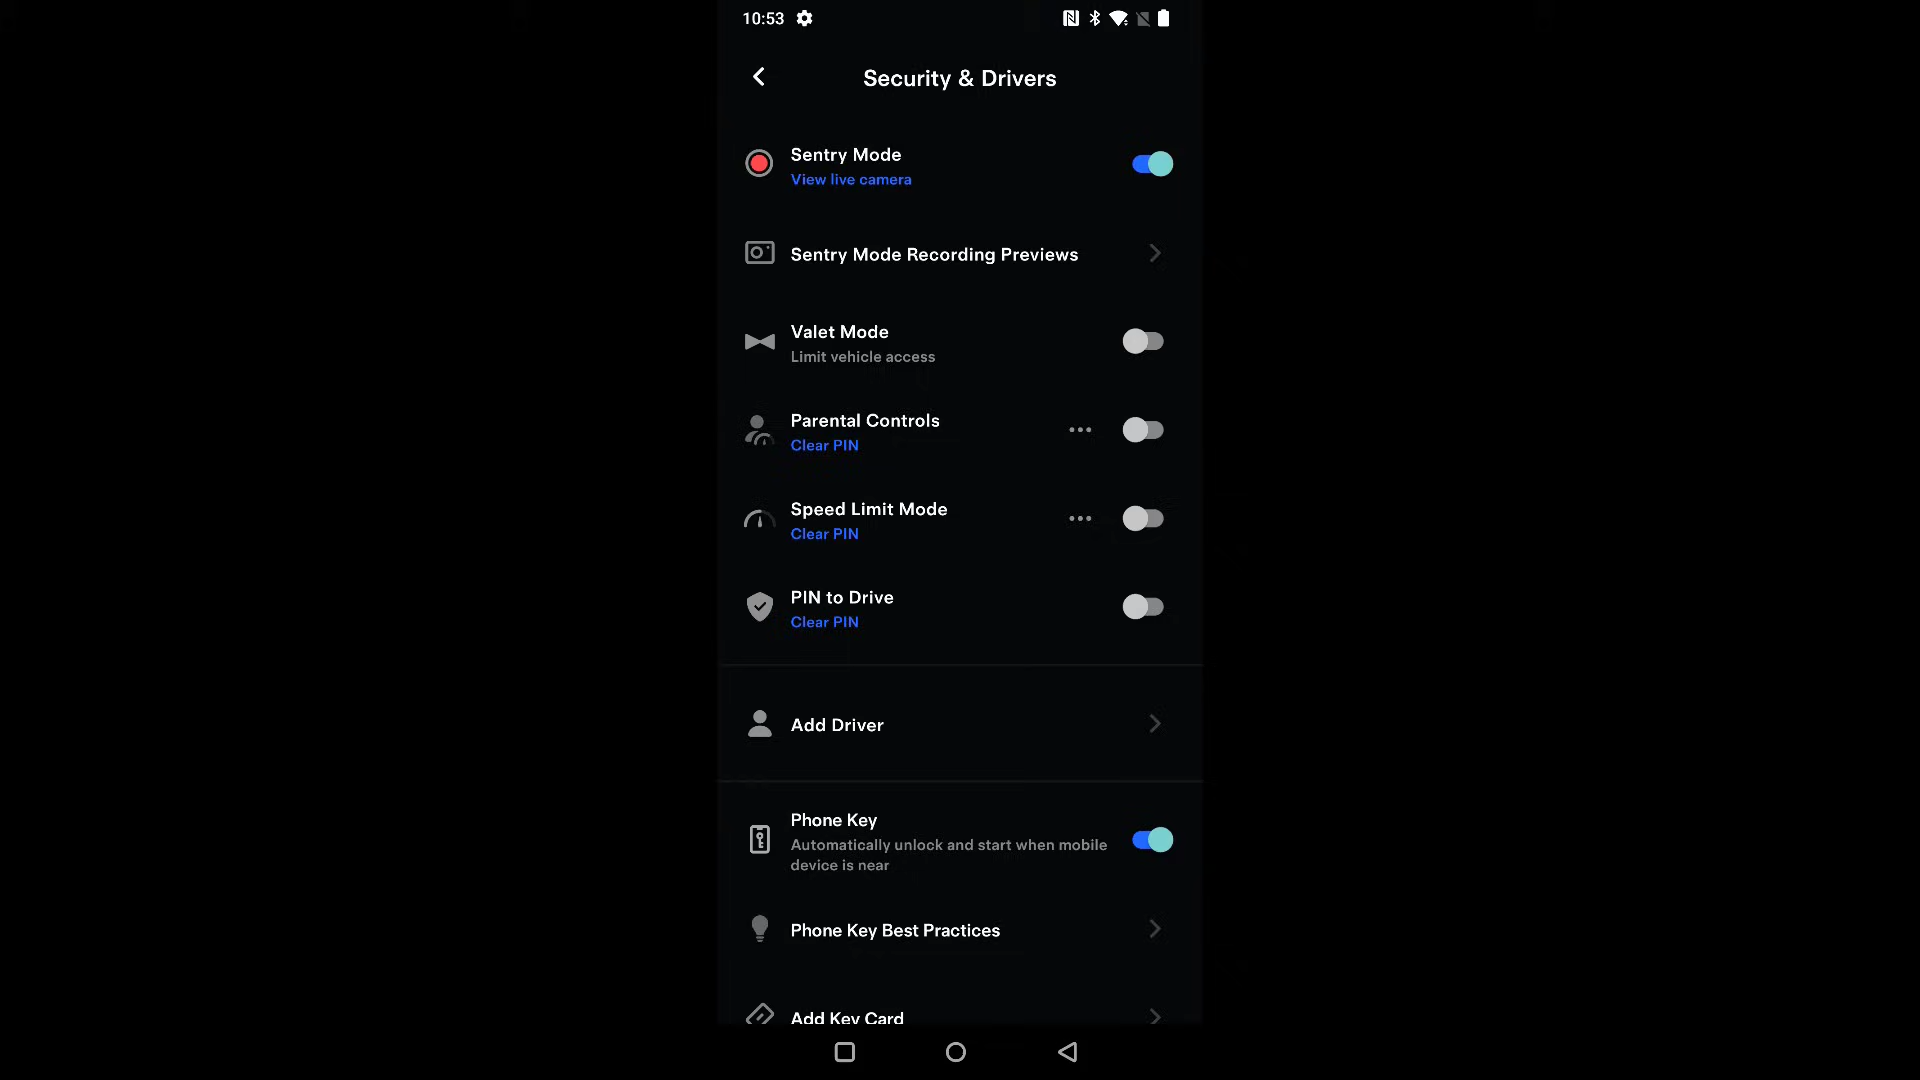 10:53
Security & Drivers
Sentry Mode
View live camera
Sentry Mode Recording Previews
Valet Mode
Limit vehicle access
Parental Controls
Clear PIN
Speed Limit Mode
Clear PIN
PIN to Drive
Clear PIN
Add Driver
Phone Key
Automatically unlock and start when mobile
device is near
Phone Key Best Practices
Add Key Card